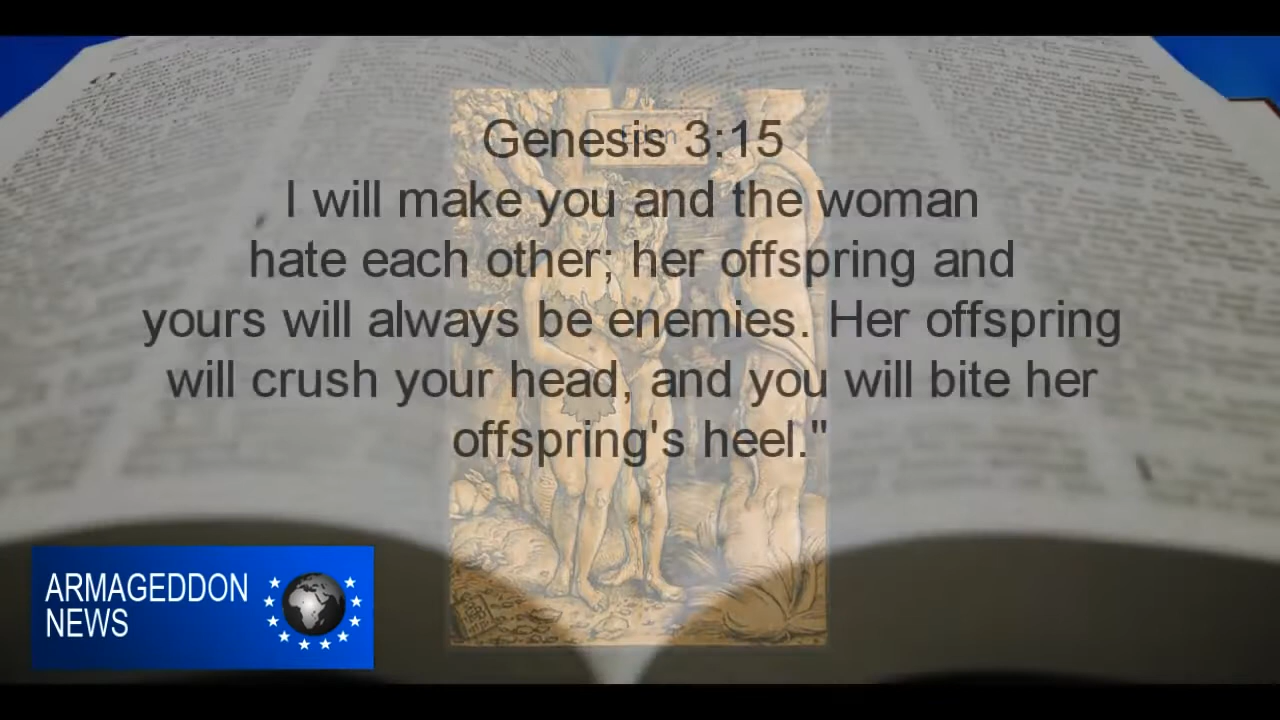 Genesis 3:15
I will make you and the woman
hate each other; her offspring and
yours will always be enemies. Her offspring
will crush your head, and you will bite her
offspring's heel."
ARMAGEDDON
NEWS